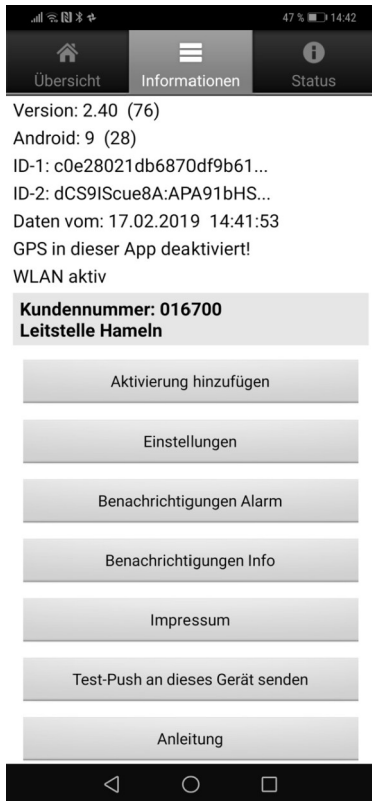 47 % 14:42
Übersicht
Informationen
Status
Version: 2.40 (76)
Android: 9 (28)
ID-1: c0e28021db6870df9b61...
ID-2: dCS9IScue8A:APA91bHS...
Daten vom: 17.02.2019 14:41:53
GPS in dieser App deaktiviert!
WLAN aktiv
Kundennummer: 016700
Leitstelle Hameln
Aktivierung hinzufügen
Einstellungen
Benachrichtigungen Alarm
Benachrichtigungen Info
Impressum
Test-Push an dieses Gerät senden
Anleitung